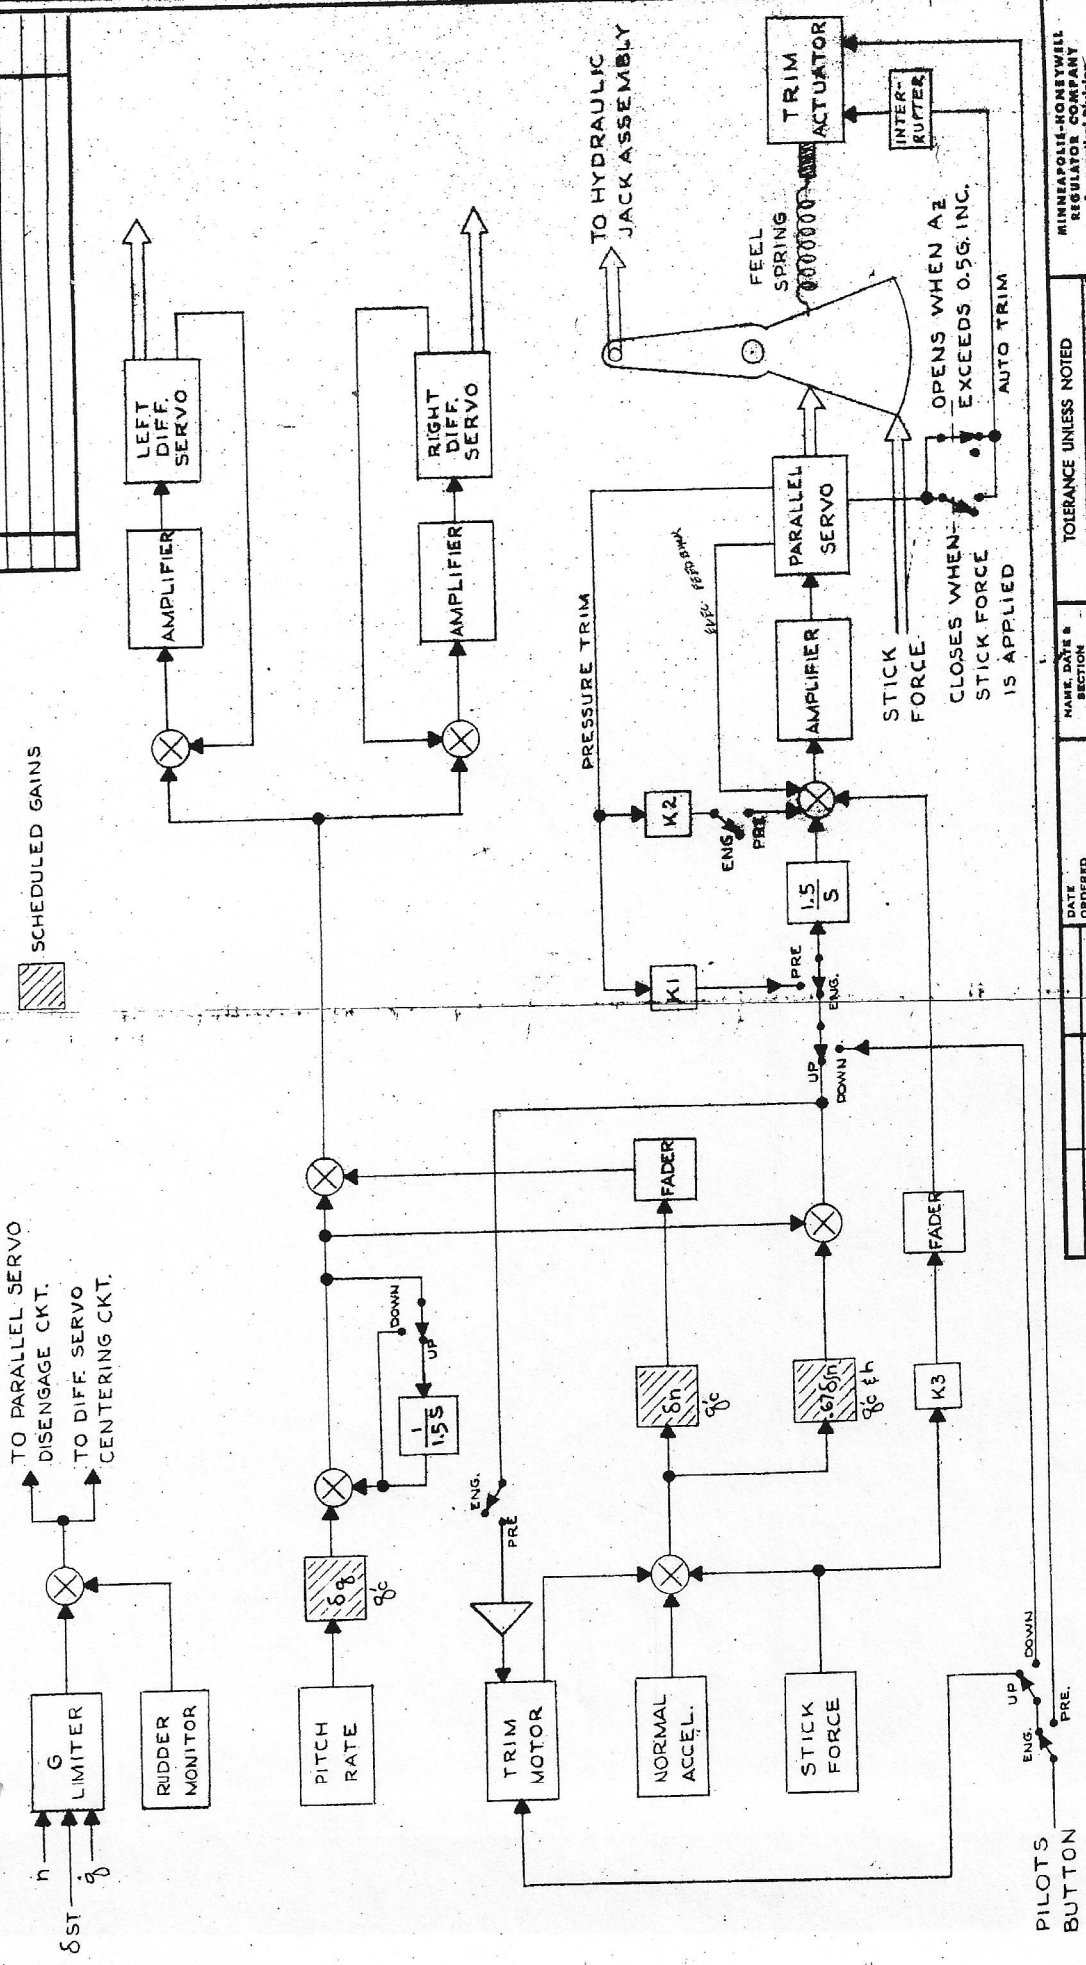 SCHEDULED GAINS
TO PARALLEL SERVO
DISENGAGE CKT.
TO DIFF. SERVO
CENTERING CKT.
n
δST
q̇
G
LIMITER
RUDDER
MONITOR
PITCH
RATE
δq
q'c
1
1.5S
DOWN
UP
LEFT
DIFF.
SERVO
AMPLIFIER
RIGHT
DIFF.
SERVO
AMPLIFIER
TRIM
MOTOR
ENG.
PRE
NORMAL
ACCEL.
STICK
FORCE
δn
q'c
.67δn
q'c & h
K3
FADER
FADER
UP
DOWN
K1
PRE
ENG.
1.5
S
K2
ENG
PRE
PRESSURE TRIM
FEEDBACK
AMPLIFIER
PARALLEL
SERVO
STICK
FORCE
CLOSES WHEN
STICK FORCE
IS APPLIED
OPENS WHEN AZ
EXCEEDS 0.5G. INC.
AUTO TRIM
TO HYDRAULIC
JACK ASSEMBLY
FEEL
SPRING
TRIM
ACTUATOR
INTER-
RUPTER
PILOTS
BUTTON
ENG.
PRE.
UP
DOWN
DATE
ORDERED
NAME, DATE &
SECTION
TOLERANCE UNLESS NOTED
MINNEAPOLIS-HONEYWELL
REGULATOR COMPANY